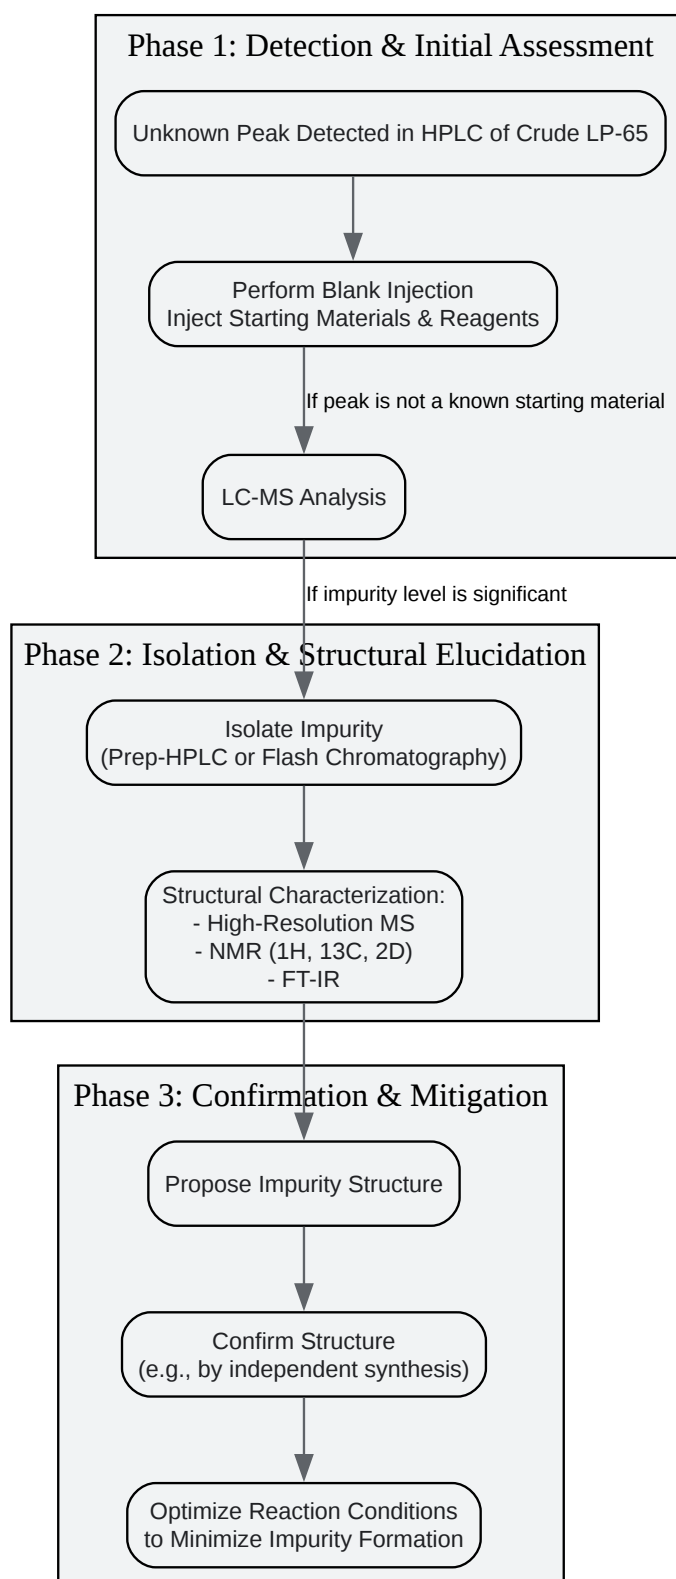 Phase 1: Detection & Initial Assessment
Unknown Peak Detected in HPLC of Crude LP-65
Perform Blank Injection
Inject Starting Materials & Reagents
If peak is not a known starting material
LC-MS Analysis
If impurity level is significant
Phase 2: Isolation & Structural Elucidation
Isolate Impurity
(Prep-HPLC or Flash Chromatography)
Structural Characterization:
- High-Resolution MS
- NMR (1H, 13C, 2D)
- FT-IR
Phase 3: Confirmation & Mitigation
Propose Impurity Structure
Confirm Structure
(e.g., by independent synthesis)
Optimize Reaction Conditions
to Minimize Impurity Formation